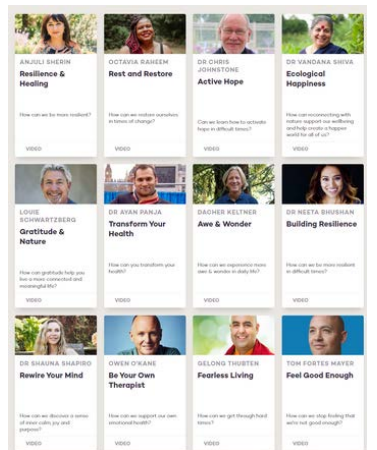 ANJULI SHERIN
Resilience &
Healing
How can we be more resilient?
VIDEO
OCTAVIA RAHEEM
Rest and Restore
How can we restore ourselves
in times of change?
VIDEO
DR CHRIS
JOHNSTONE
Active Hope
Can we learn how to activate
hope in difficult times?
VIDEO
DR VANDANA SHIVA
Ecological
Happiness
How can reconnecting with
nature support our wellbeing
and help create a happier
world for all of us?
VIDEO
LOUIE
SCHWARTZBERG
Gratitude &
Nature
How can gratitude help you
live a more connected and
meaningful life?
VIDEO
DR AYAN PANJA
Transform Your
Health
How can you transform your
health?
VIDEO
DACHER KELTNER
Awe & Wonder
How can we experience more
awe & wonder in daily life?
VIDEO
DR NEETA BHUSHAN
Building Resilience
How can we be more resilient
in difficult times?
VIDEO
DR SHAUNA SHAPIRO
Rewire Your Mind
How can we discover a sense
of inner calm, joy and
purpose?
VIDEO
OWEN O'KANE
Be Your Own
Therapist
How can we support our own
emotional health?
VIDEO
GELONG THUBTEN
Fearless Living
How can we get through hard
times?
VIDEO
TOM FORTES MAYER
Feel Good Enough
How can we stop feeling that
we're not good enough?
VIDEO